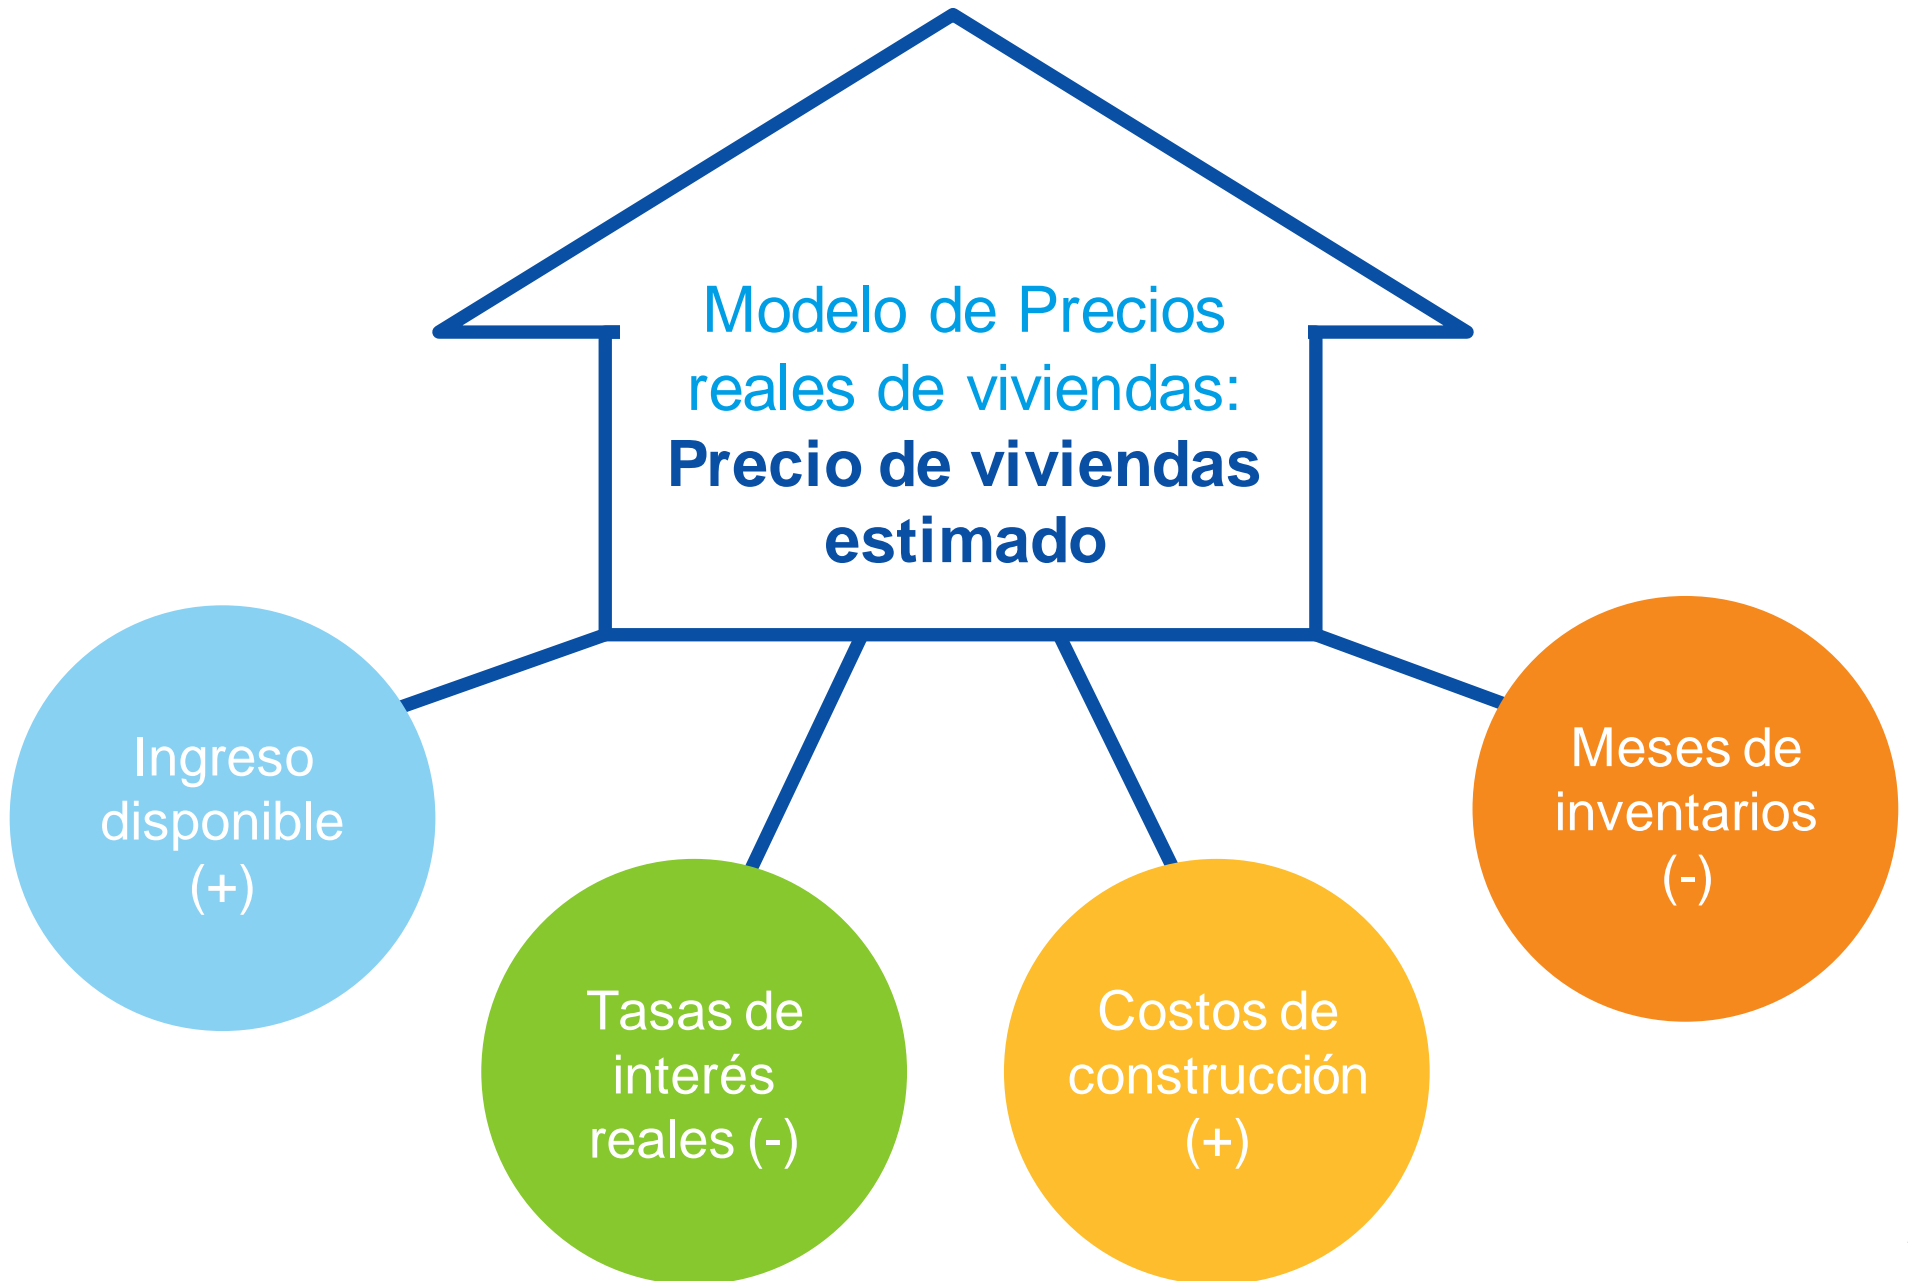 Modelo de Precios
reales de viviendas:
Precio de viviendas
estimado
Ingreso
disponible
(+)
Tasas de
interés
reales (-)
Costos de
construcción
(+)
Meses de
inventarios
(-)